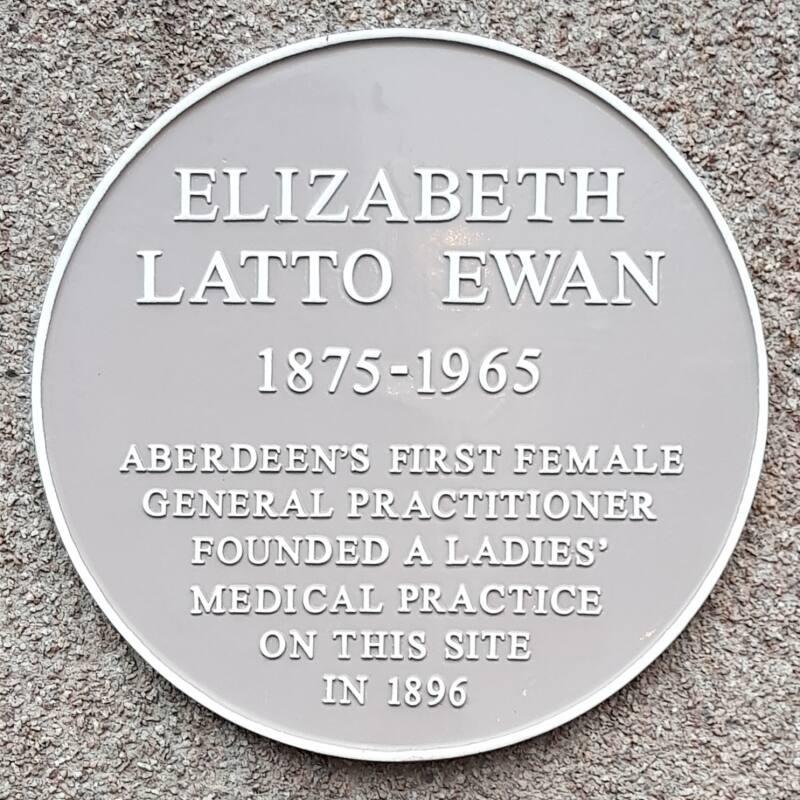 ELIZABETH
LATTO EWAN
1875-1965
ABERDEEN'S FIRST FEMALE
GENERAL PRACTITIONER
FOUNDED A LADIES'
MEDICAL PRACTICE
ON THIS SITE
IN 1896